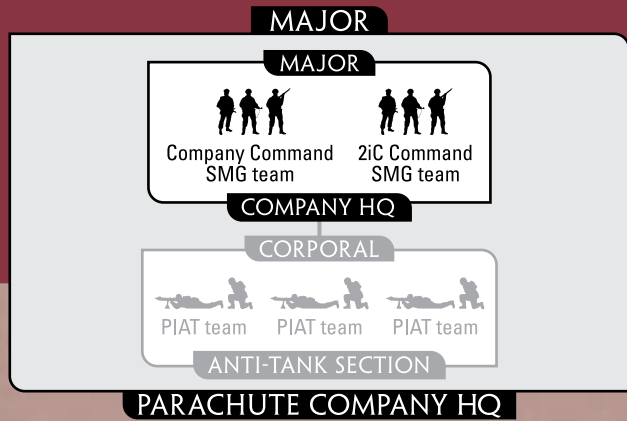 MAJOR
MAJOR
Company Command 2iC Command
SMG team SMG team
COMPANY HQ
CORPORAL
PIAT team PIAT team PIAT team
ANTI-TANK SECTION
PARACHUTE COMPANY HQ